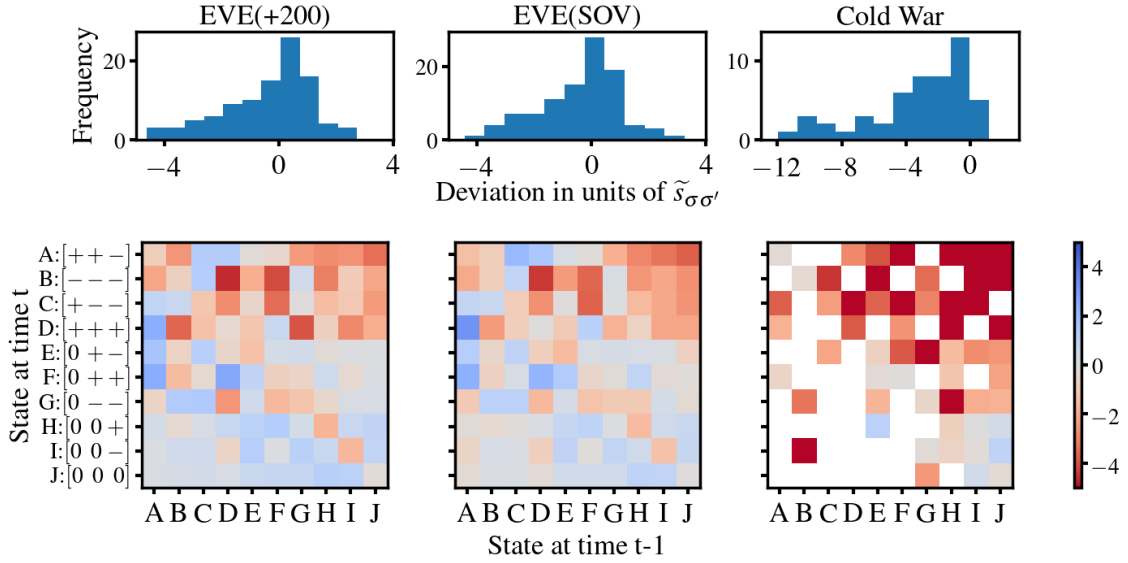 EVE(+200) EVE(SOV) Cold War
Frequency
20
0
20
0
10
0
−4 0 4
−4 0 4
−12 −8 −4 0
Deviation in units of s̃σσ′
State at time t
A:[+ + −]
B:[− − −]
C:[+ − −]
D:[+ + +]
E:[0 + −]
F:[0 + +]
G:[0 − −]
H:[0 0 +]
I:[0 0 −]
J:[0 0 0]
A B C D E F G H I J
A B C D E F G H I J
A B C D E F G H I J
State at time t-1
4
2
0
−2
−4